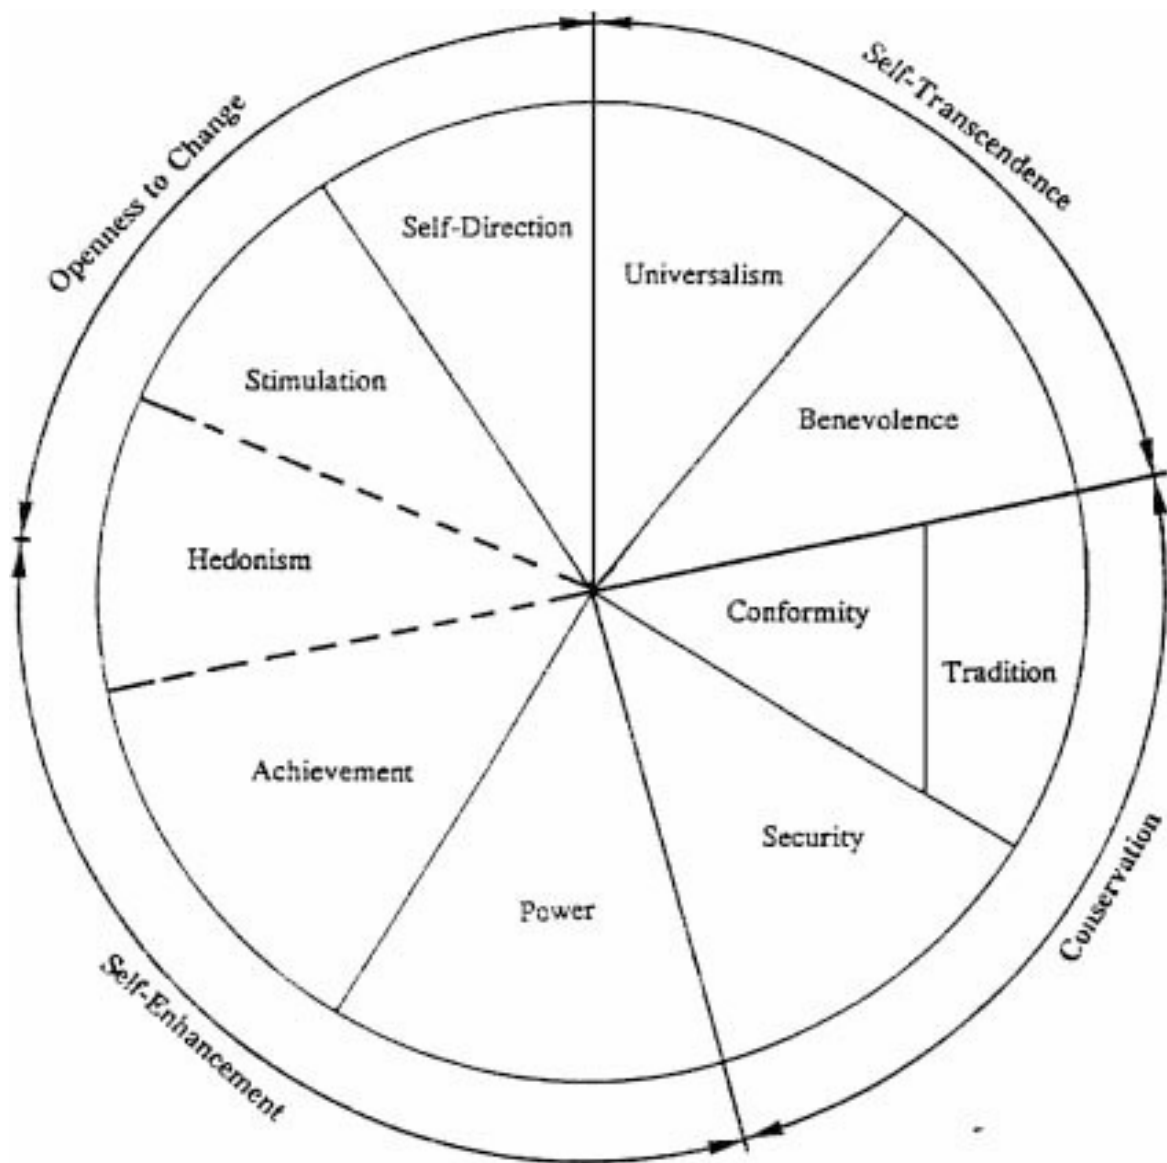 Openness to Change
Self-Transcendence
Self-Direction
Universalism
Stimulation
Benevolence
Hedonism
Conformity
Tradition
Achievement
Security
Power
Self-Enhancement
Conservation